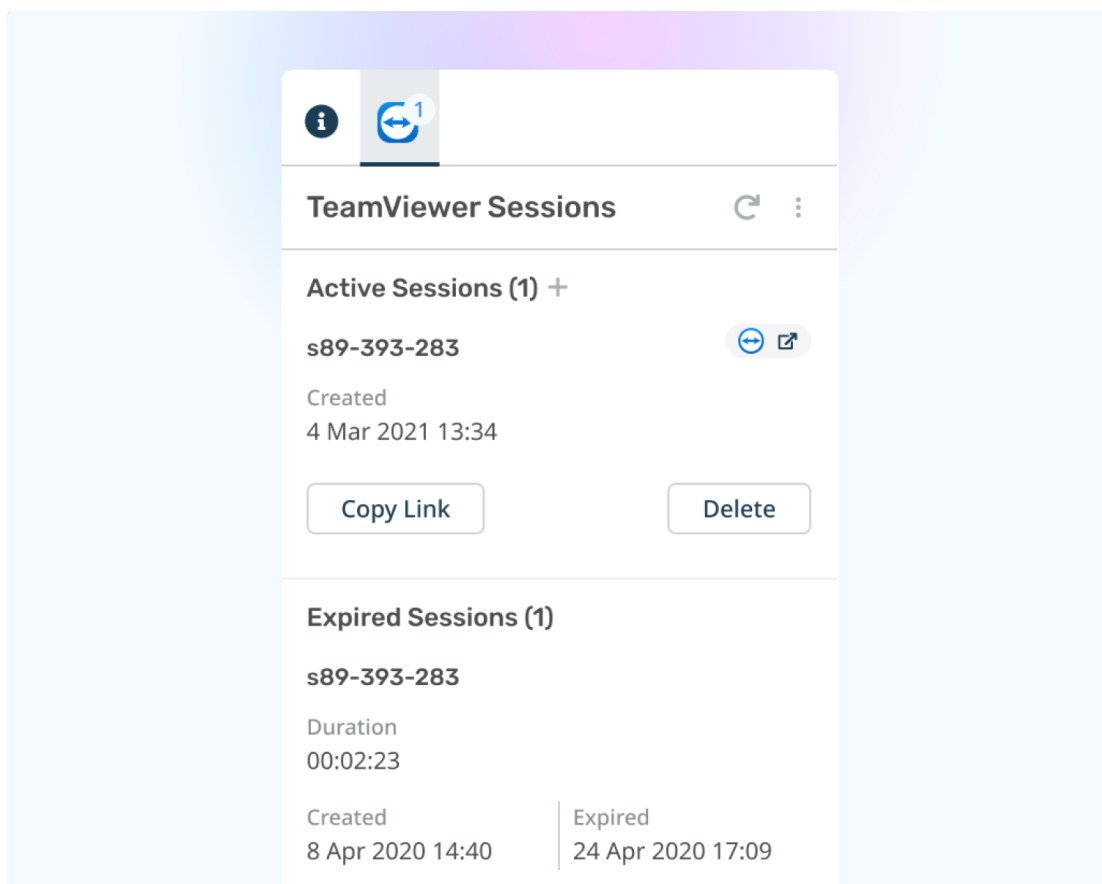 1
TeamViewer Sessions
Active Sessions (1) +
s89-393-283
Created
4 Mar 2021 13:34
Copy Link
Delete
Expired Sessions (1)
s89-393-283
Duration
00:02:23
Created
8 Apr 2020 14:40
Expired
24 Apr 2020 17:09